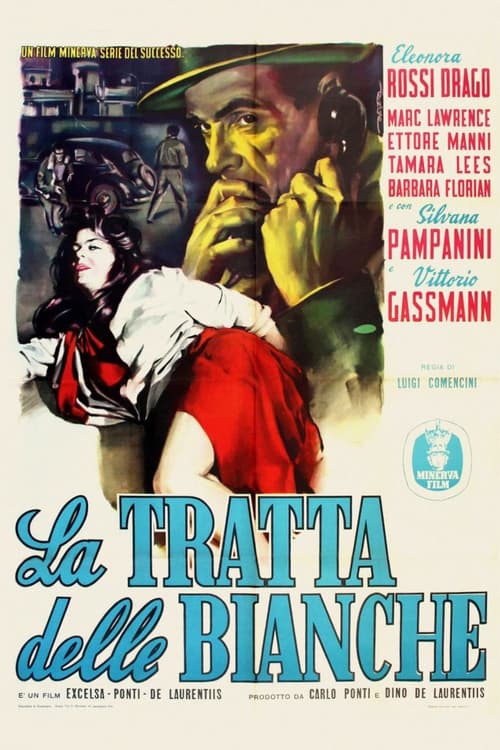 UN FILM MINERVA SERIE DEL SUCCESSO
Eleonora
ROSSI DRAGO
MARC LAWRENCE
ETTORE MANNI
TAMARA LEES
BARBARA FLORIAN
e con Silvana
PAMPANINI
e Vittorio
GASSMANN
REGIA DI
LUIGI COMENCINI
MINERVA
FILM
La TRATTA
delle BIANCHE
E' UN FILM EXCELSA - PONTI - DE LAURENTIIS
PRODOTTO DA CARLO PONTI E DINO DE LAURENTIIS